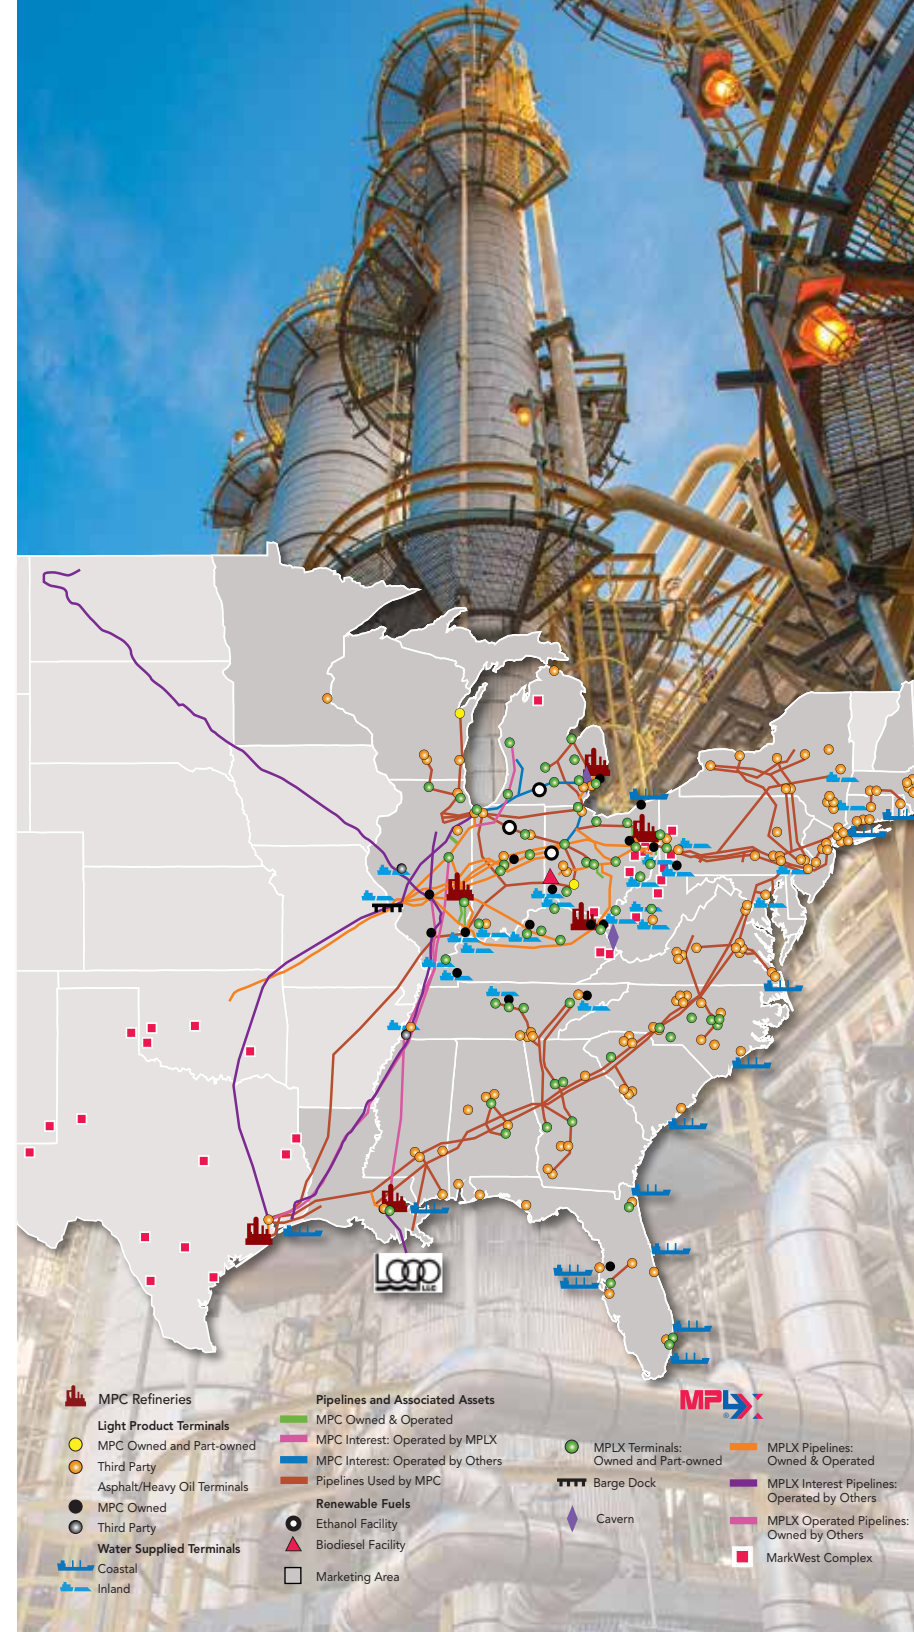 LOOP
LLC
MPC Refineries
Light Product Terminals
MPC Owned and Part-owned
Third Party
Asphalt/Heavy Oil Terminals
MPC Owned
Third Party
Water Supplied Terminals
Coastal
Inland
Pipelines and Associated Assets
MPC Owned & Operated
MPC Interest: Operated by MPLX
MPC Interest: Operated by Others
Pipelines Used by MPC
Renewable Fuels
Ethanol Facility
Biodiesel Facility
Marketing Area
MPLX
®
MPLX Terminals:
Owned and Part-owned
Barge Dock
Cavern
MPLX Pipelines:
Owned & Operated
MPLX Interest Pipelines:
Operated by Others
MPLX Operated Pipelines:
Owned by Others
MarkWest Complex